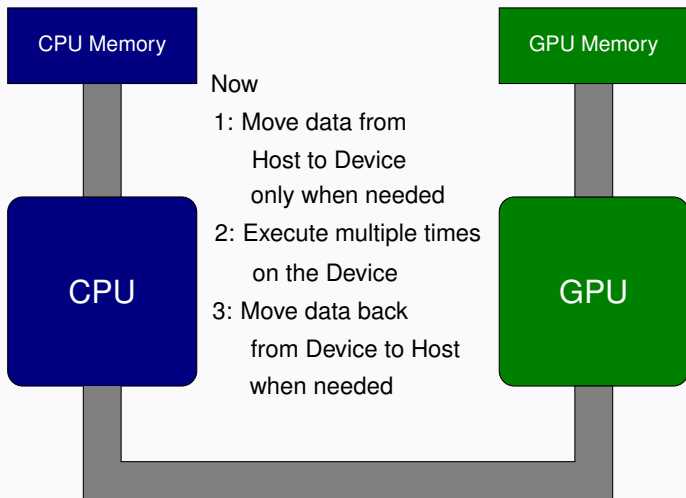 CPU Memory
GPU Memory
Now
1: Move data from
Host to Device
only when needed
2: Execute multiple times
on the Device
3: Move data back
from Device to Host
when needed
CPU
GPU